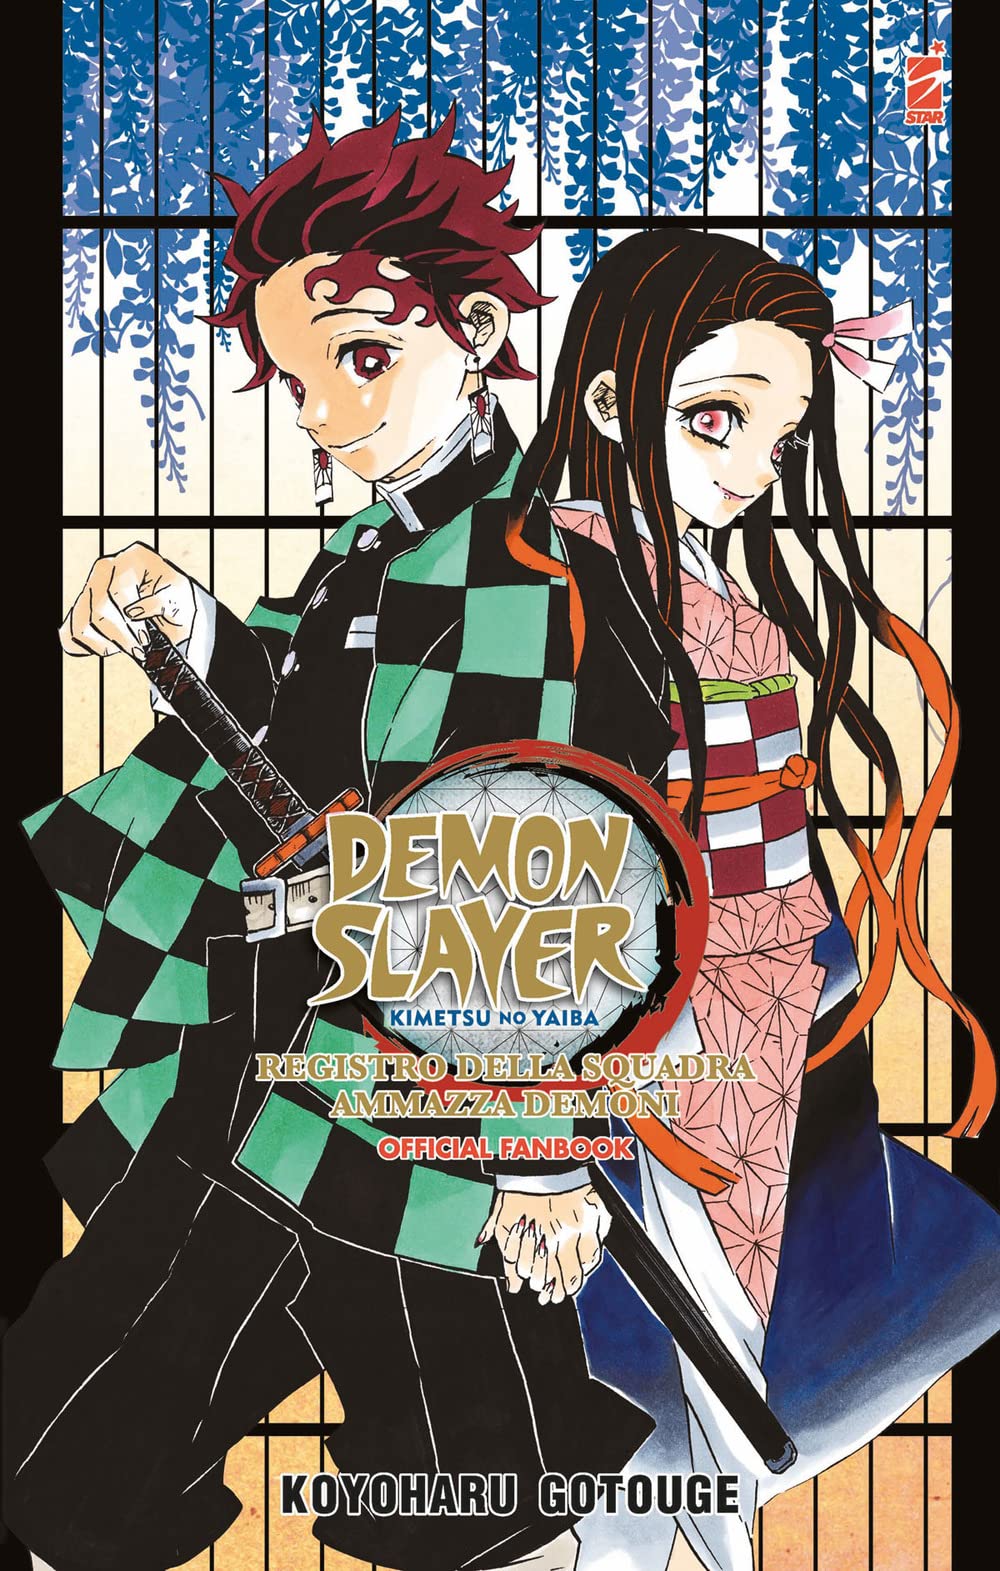 STAR
DEMON
SLAYER
KIMETSU NO YAIBA
REGISTRO DELLA SQUADRA
AMMAZZA DEMONI
OFFICIAL FANBOOK
KOYOHARU GOTOUGE